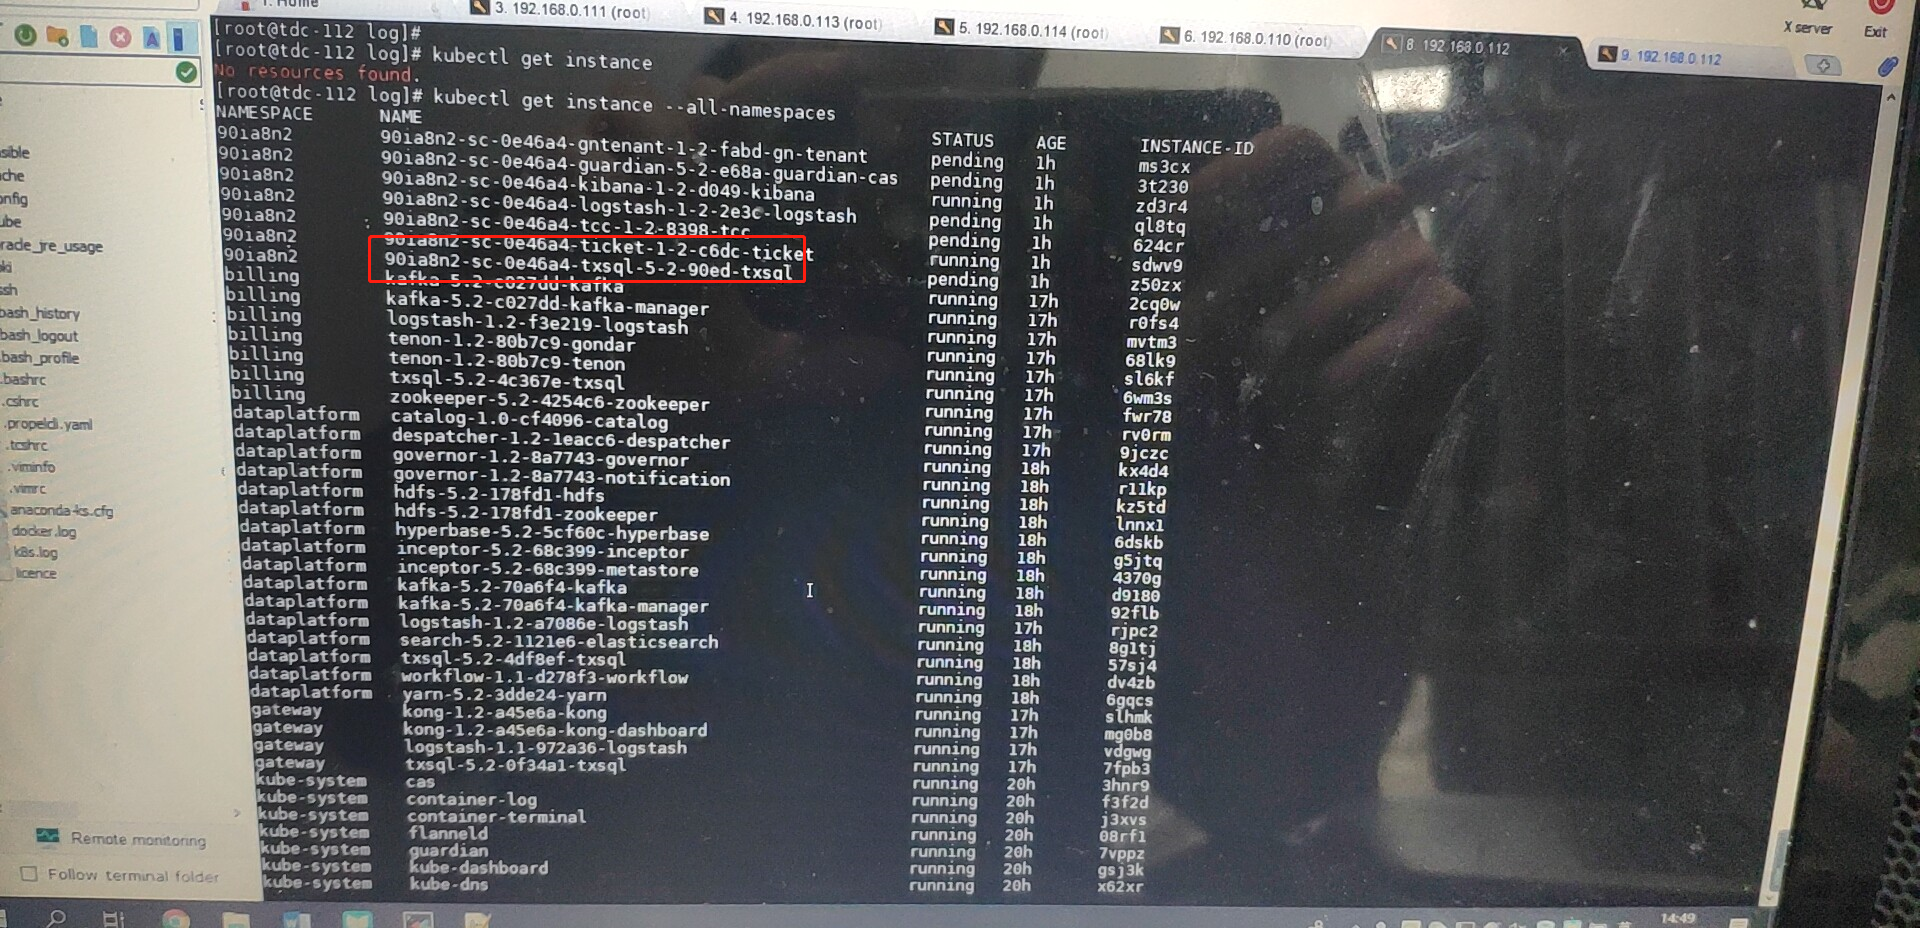 1. Home
3. 192.168.0.111 (root)
4. 192.168.0.113 (root)
5. 192.168.0.114 (root)
6. 192.168.0.110 (root)
8. 192.168.0.112
9. 192.168.0.112
X server
Exit
[root@tdc-112 log]#
[root@tdc-112 log]# kubectl get instance
No resources found.
[root@tdc-112 log]# kubectl get instance --all-namespaces
NAMESPACE NAME STATUS AGE INSTANCE-ID
90ia8n2 90ia8n2-sc-0e46a4-gntenant-1-2-fabd-gn-tenant pending 1h ms3cx
90ia8n2 90ia8n2-sc-0e46a4-guardian-5-2-e68a-guardian-cas pending 1h 3t230
90ia8n2 90ia8n2-sc-0e46a4-kibana-1-2-d049-kibana running 1h zd3r4
90ia8n2 90ia8n2-sc-0e46a4-logstash-1-2-2e3c-logstash pending 1h ql8tq
90ia8n2 90ia8n2-sc-0e46a4-tcc-1-2-8398-tcc pending 1h 624cr
90ia8n2 90ia8n2-sc-0e46a4-ticket-1-2-c6dc-ticket running 1h sdwv9
90ia8n2 90ia8n2-sc-0e46a4-txsql-5-2-90ed-txsql pending 1h z50zx
billing kafka-5.2-c027dd-kafka running 17h 2cq0w
billing kafka-5.2-c027dd-kafka-manager running 17h r0fs4
billing logstash-1.2-f3e219-logstash running 17h mvtm3
billing tenon-1.2-80b7c9-gondar running 17h 68lk9
billing tenon-1.2-80b7c9-tenon running 17h sl6kf
billing txsql-5.2-4c367e-txsql running 17h 6wm3s
billing zookeeper-5.2-4254c6-zookeeper running 17h fwr78
dataplatform catalog-1.0-cf4096-catalog running 17h rv0rm
dataplatform despatcher-1.2-1eacc6-despatcher running 17h 9jczc
dataplatform governor-1.2-8a7743-governor running 18h kx4d4
dataplatform governor-1.2-8a7743-notification running 18h r11kp
dataplatform hdfs-5.2-178fd1-hdfs running 18h kz5td
dataplatform hdfs-5.2-178fd1-zookeeper running 18h lnnxl
dataplatform hyperbase-5.2-5cf60c-hyperbase running 18h 6dskb
dataplatform inceptor-5.2-68c399-inceptor running 18h g5jtq
dataplatform inceptor-5.2-68c399-metastore running 18h 4370g
dataplatform kafka-5.2-70a6f4-kafka running 18h d9180
dataplatform kafka-5.2-70a6f4-kafka-manager running 18h 92flb
dataplatform logstash-1.2-a7086e-logstash running 17h rjpc2
dataplatform search-5.2-1121e6-elasticsearch running 18h 8gltj
dataplatform txsql-5.2-4df8ef-txsql running 18h 57sj4
dataplatform workflow-1.1-d278f3-workflow running 18h dv4zb
dataplatform yarn-5.2-3dde24-yarn running 18h 6gqcs
gateway kong-1.2-a45e6a-kong running 17h slhmk
gateway kong-1.2-a45e6a-kong-dashboard running 17h mg0b8
gateway logstash-1.1-972a36-logstash running 17h vdgwg
gateway txsql-5.2-0f34a1-txsql running 17h 7fpb3
kube-system cas running 20h 3hnr9
kube-system container-log running 20h f3f2d
kube-system container-terminal running 20h j3xvs
kube-system flanneld running 20h 08rf1
kube-system guardian running 20h 7vppz
kube-system kube-dashboard running 20h gsj3k
kube-system kube-dns running 20h x62xr
sible
che
nfig
ube
rade_jre_usage
ki
ssh
bash_history
bash_logout
.bash_profile
.bashrc
.cshrc
.tcshrc
.viminfo
.vimrc
anaconda-ks.cfg
docker.log
k8s.log
licence
Remote monitoring
Follow terminal folder
14:49